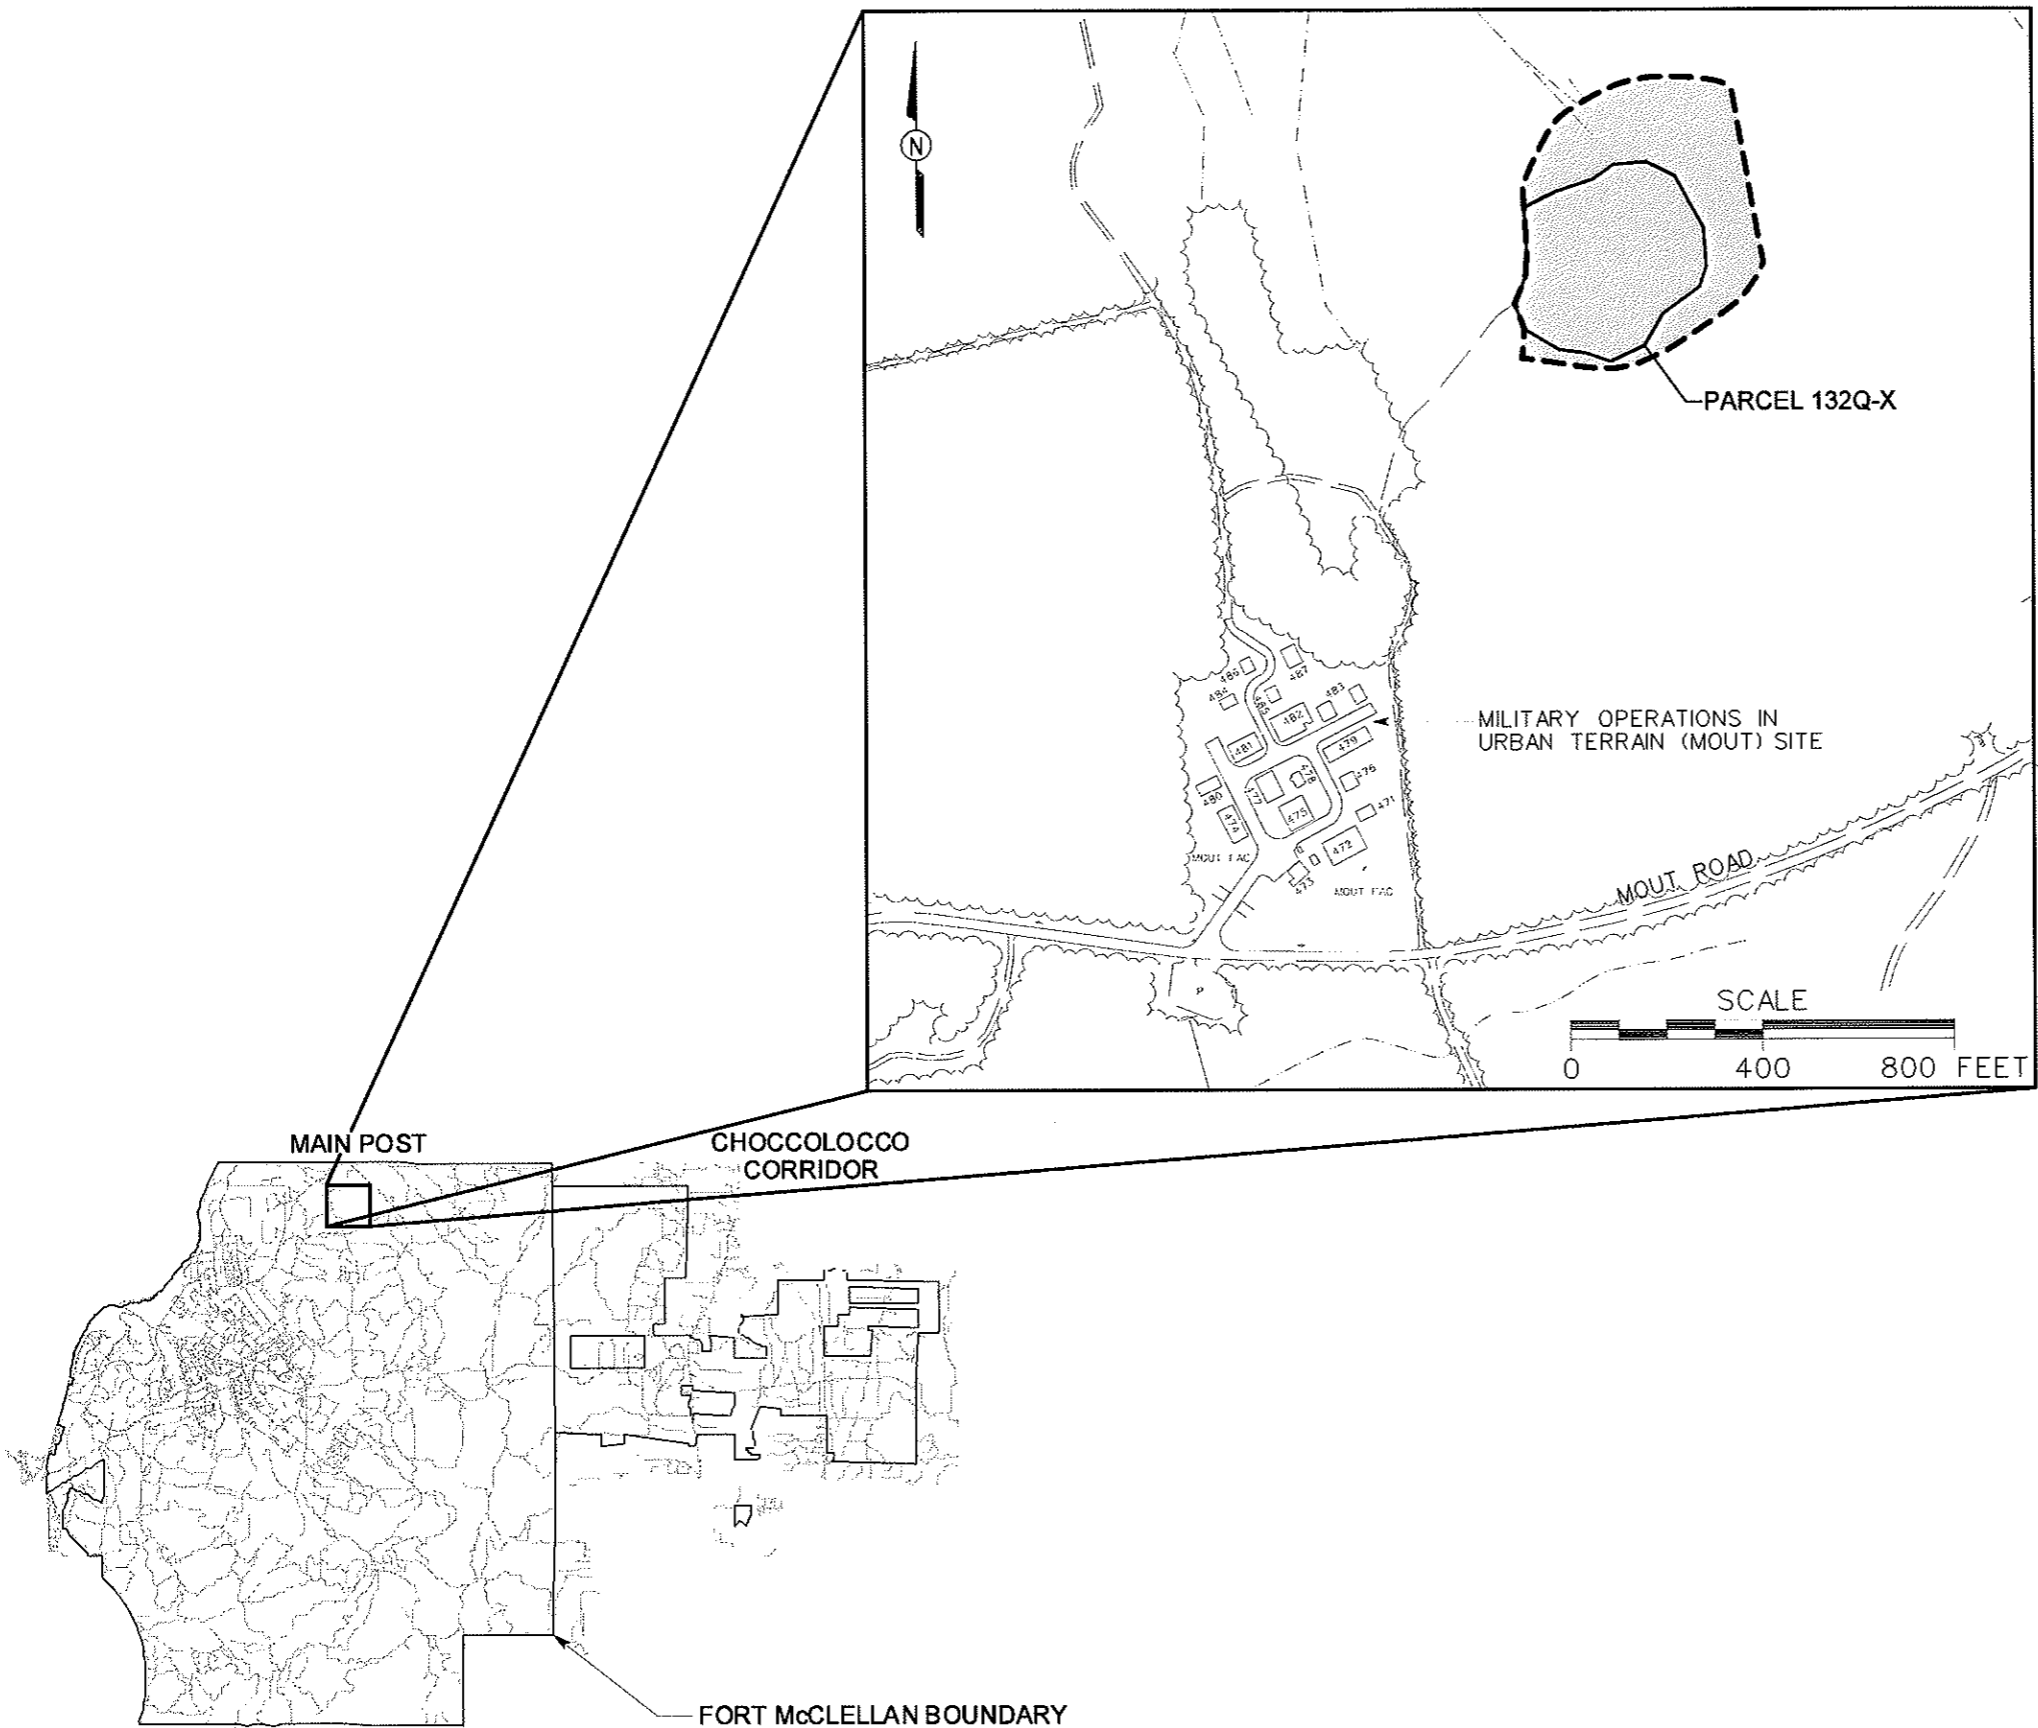 N
PARCEL 132Q-X
486
487
484
485
483
482
481
479
478
476
480
477
471
474
475
472
MOUT FAC
473
MOUT FAC
MILITARY OPERATIONS IN
URBAN TERRAIN (MOUT) SITE
MOUT ROAD
P
SCALE
0 400 800 FEET
MAIN POST
CHOCCOLOCCO
CORRIDOR
FORT McCLELLAN BOUNDARY